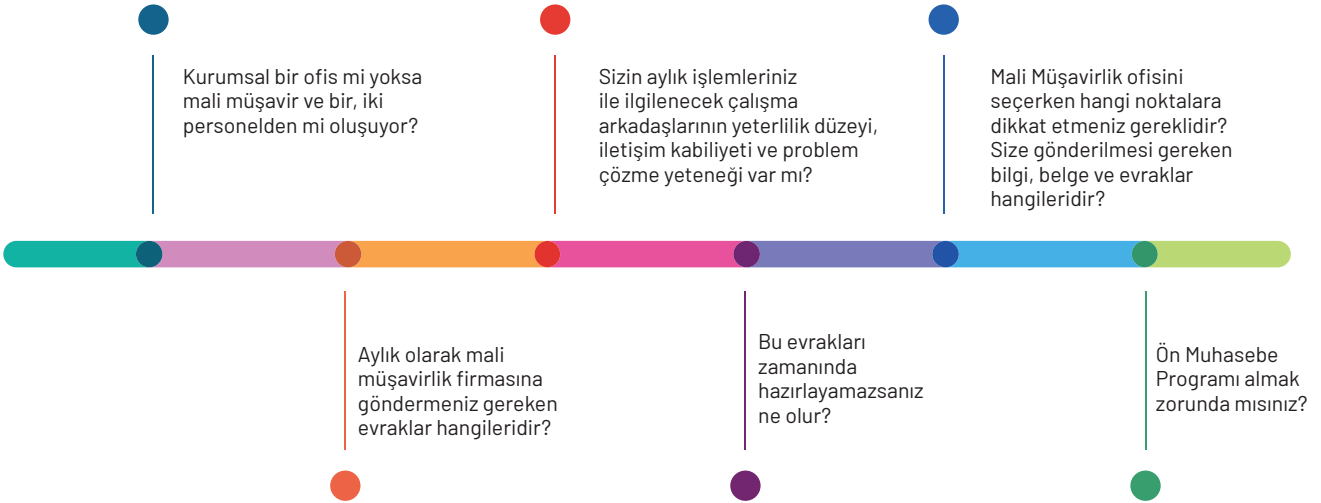 Kurumsal bir ofis mi yoksa
mali müşavir ve bir, iki
personelden mi oluşuyor?
Sizin aylık işlemleriniz
ile ilgilenecek çalışma
arkadaşlarının yeterlilik düzeyi,
iletişim kabiliyeti ve problem
çözme yeteneği var mı?
Mali Müşavirlik ofisini
seçerken hangi noktalara
dikkat etmeniz gereklidir?
Size gönderilmesi gereken
bilgi, belge ve evraklar
hangileridir?
Aylık olarak mali
müşavirlik firmasına
göndermeniz gereken
evraklar hangileridir?
Bu evrakları
zamanında
hazırlayamazsanız
ne olur?
Ön Muhasebe
Programı almak
zorunda mısınız?